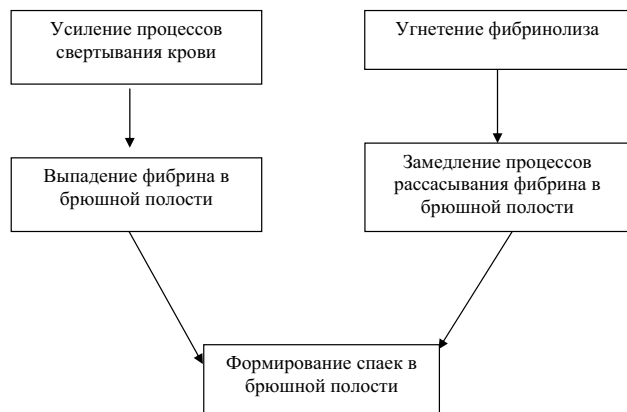 Усиление процессов
свертывания крови
Угнетение фибринолиза
Выпадение фибрина в
брюшной полости
Замедление процессов
рассасывания фибрина в
брюшной полости
Формирование спаек в
брюшной полости